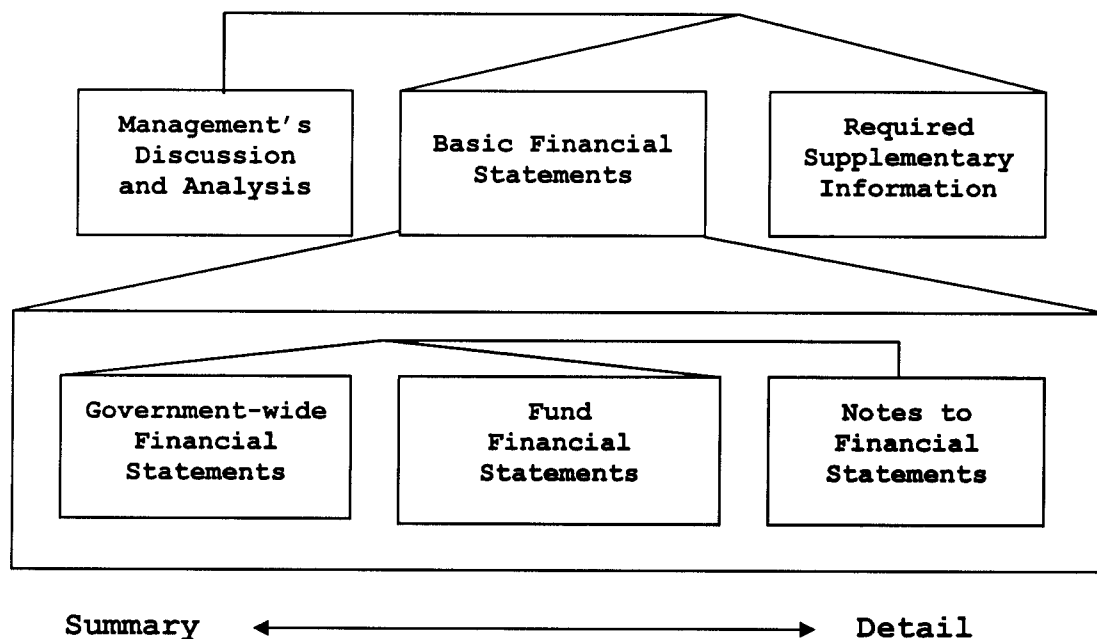 Management's
Discussion
and Analysis
Basic Financial
Statements
Required
Supplementary
Information
Government-wide
Financial
Statements
Fund
Financial
Statements
Notes to
Financial
Statements
Summary
Detail